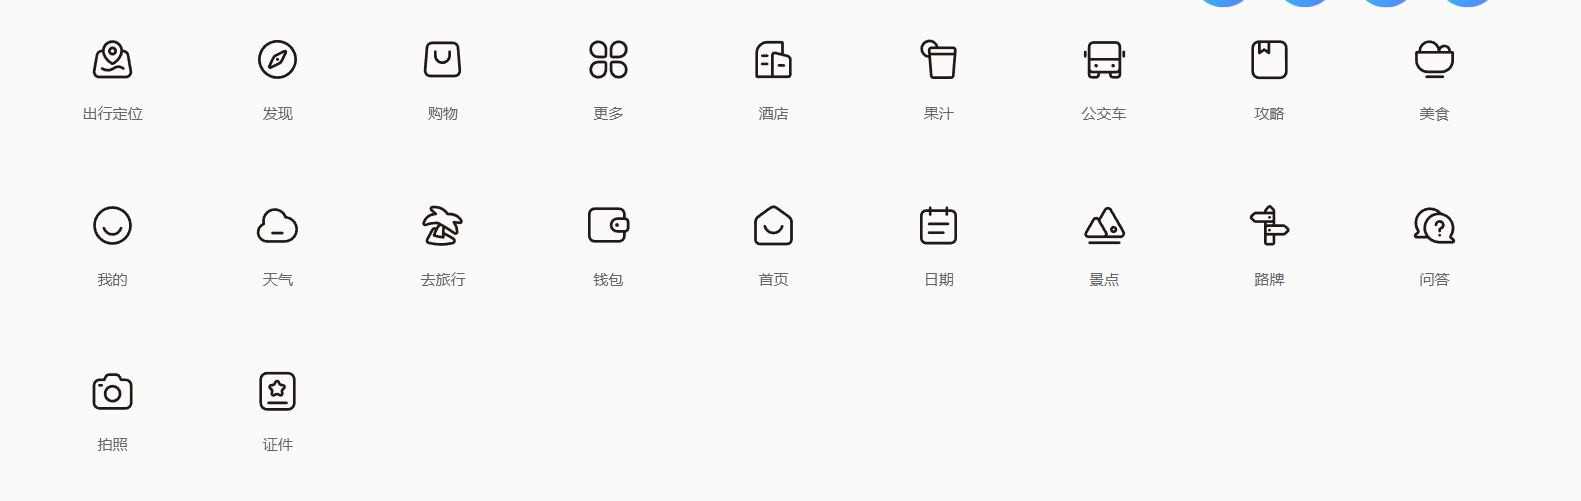 出行定位 发现 购物 更多 酒店 果汁 公交车 攻略 美食
我的 天气 去旅行 钱包 首页 日期 景点 路牌 问答
拍照 证件